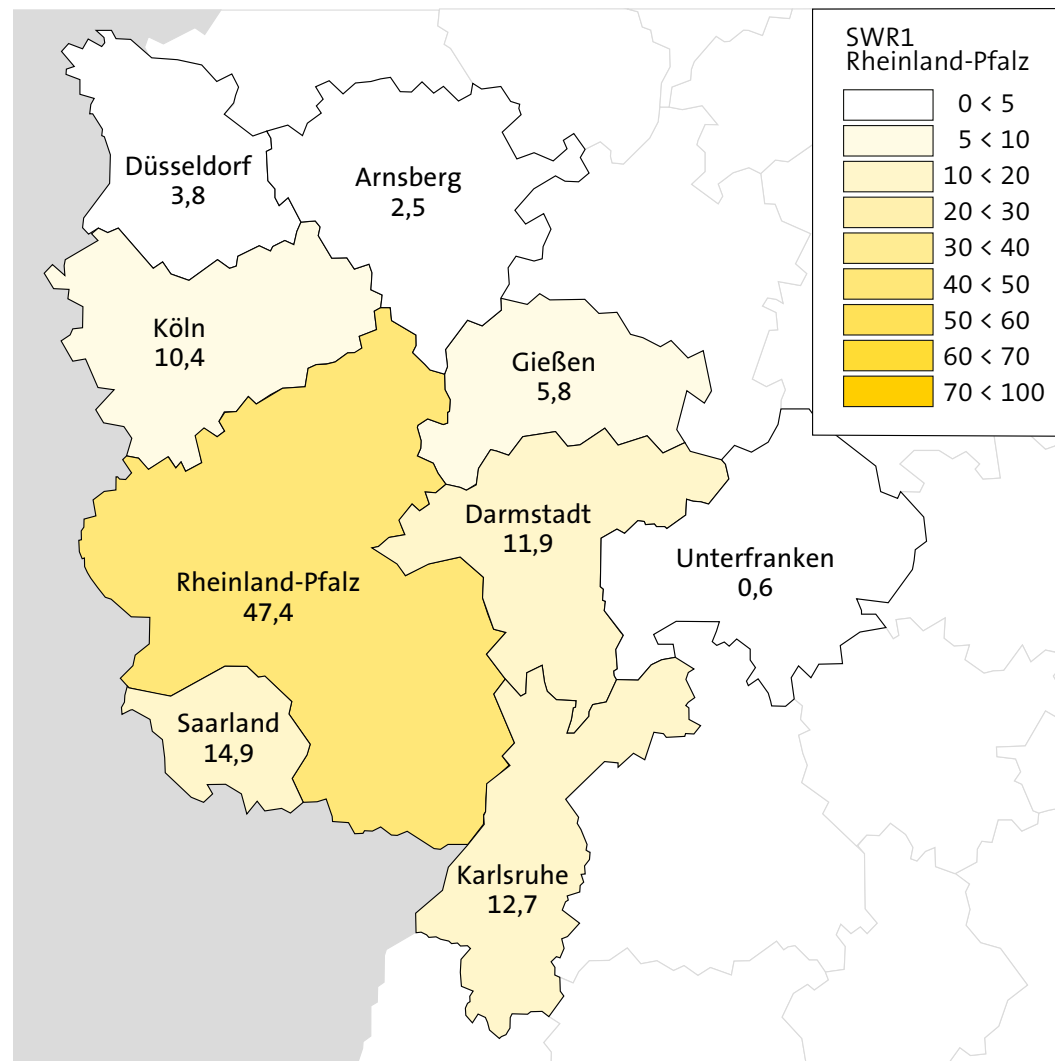 SWR1
Rheinland-Pfalz
0 < 5
5 < 10
10 < 20
20 < 30
30 < 40
40 < 50
50 < 60
60 < 70
70 < 100
Düsseldorf
3,8
Arnsberg
2,5
Köln
10,4
Gießen
5,8
Darmstadt
11,9
Unterfranken
0,6
Rheinland-Pfalz
47,4
Saarland
14,9
Karlsruhe
12,7